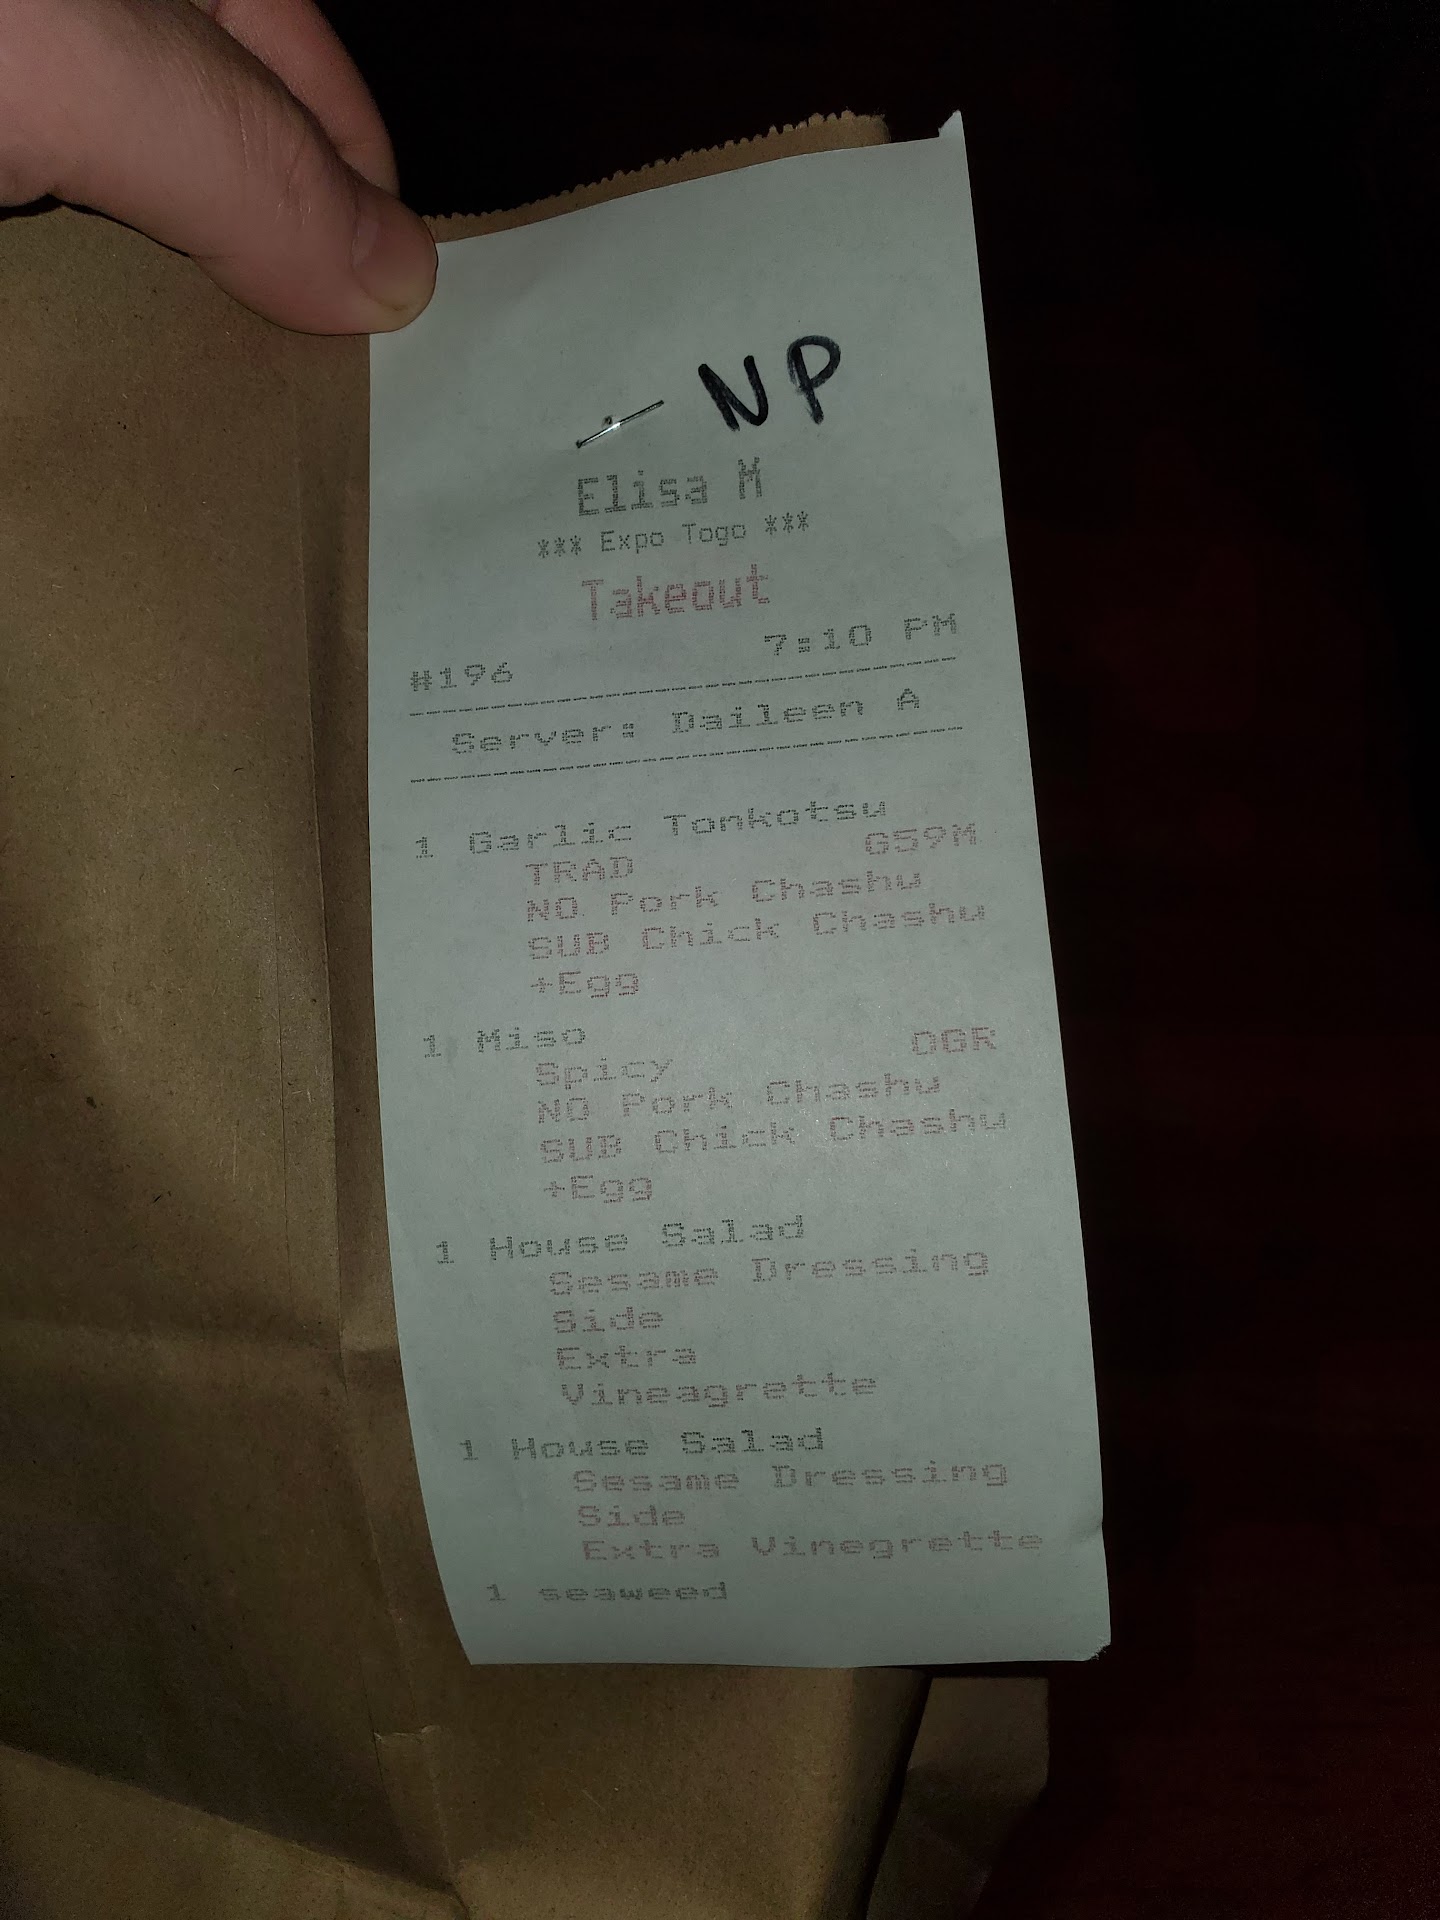 NP
Elisa M
*** Expo Togo ***
Takeout
#196 7:10 PM
Server: Daileen A
1 Garlic Tonkotsu
TRAD G59M
NO Pork Chashu
SUB Chick Chashu
+Egg
1 Miso
Spicy OGR
NO Pork Chashu
SUB Chick Chashu
+Egg
1 House Salad
Sesame Dressing
Side
Extra
Vineagrette
1 House Salad
Sesame Dressing
Side
Extra Vinegrette
1 seaweed